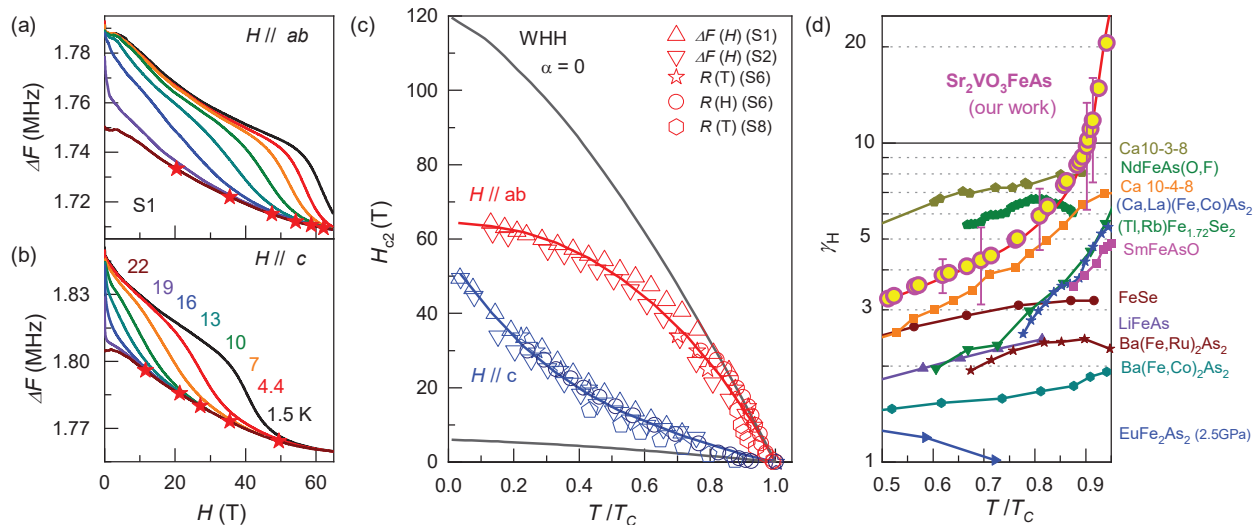 (a)
H // ab
ΔF (MHz)
1.78
1.76
1.74
1.72
S1
(b)
H // c
ΔF (MHz)
1.83
1.80
1.77
22
19
16
13
10
7
4.4
1.5 K
0
20
40
60
H (T)
(c)
H_c2 (T)
120
100
80
60
40
20
0
WHH
α = 0
ΔF (H) (S1)
ΔF (H) (S2)
R (T) (S6)
R (H) (S6)
R (T) (S8)
H // ab
H // c
0.0
0.2
0.4
0.6
0.8
1.0
T /T_C
(d)
γ_H
20
10
5
3
2
1
Sr₂VO₃FeAs
(our work)
Ca10-3-8
NdFeAs(O,F)
Ca 10-4-8
(Ca,La)(Fe,Co)As₂
(Tl,Rb)Fe₁.₇₂Se₂
SmFeAsO
FeSe
LiFeAs
Ba(Fe,Ru)₂As₂
Ba(Fe,Co)₂As₂
EuFe₂As₂ (2.5GPa)
0.5
0.6
0.7
0.8
0.9
T /T_C